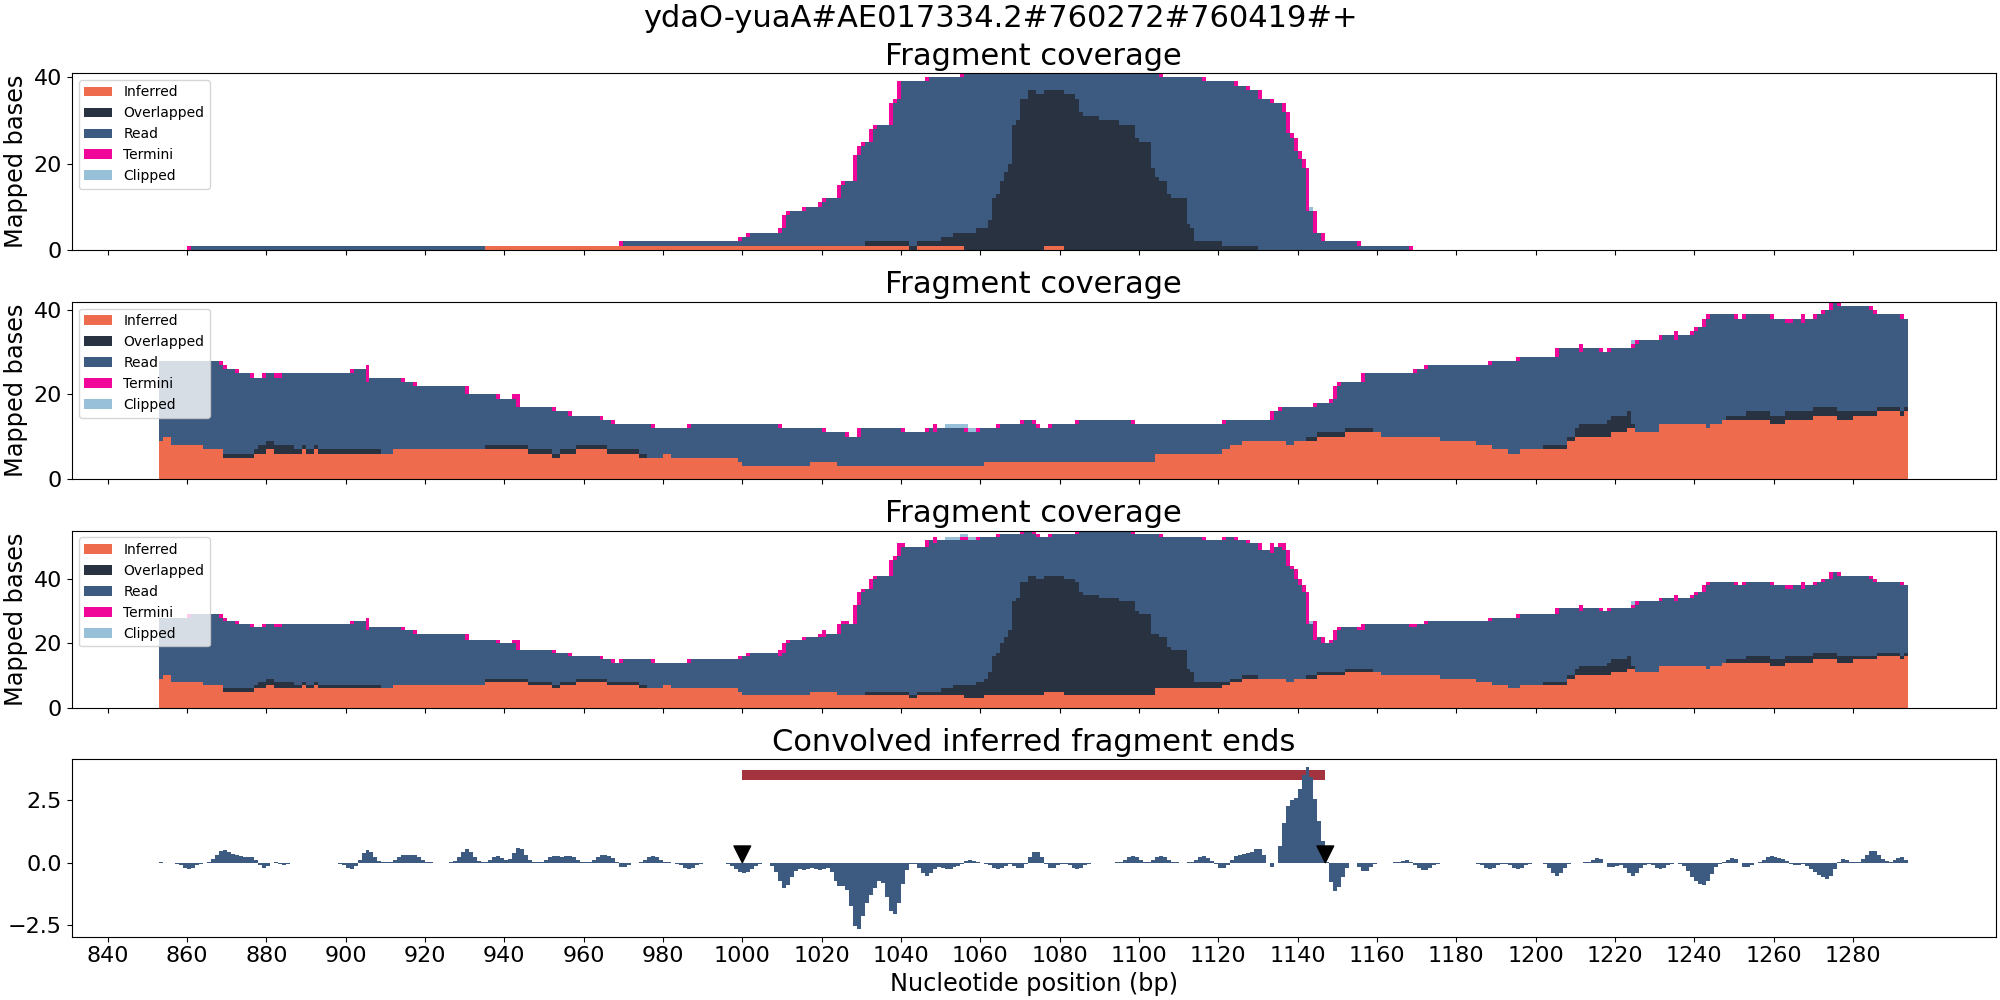 ydaO-yuaA#AE017334.2#760272#760419#+
Fragment coverage
Mapped bases
40
20
0
Inferred
Overlapped
Read
Termini
Clipped
Fragment coverage
Mapped bases
40
20
0
Inferred
Overlapped
Read
Termini
Clipped
Fragment coverage
Mapped bases
40
20
0
Inferred
Overlapped
Read
Termini
Clipped
Convolved inferred fragment ends
2.5
0.0
−2.5
840 860 880 900 920 940 960 980 1000 1020 1040 1060 1080 1100 1120 1140 1160 1180 1200 1220 1240 1260 1280
Nucleotide position (bp)